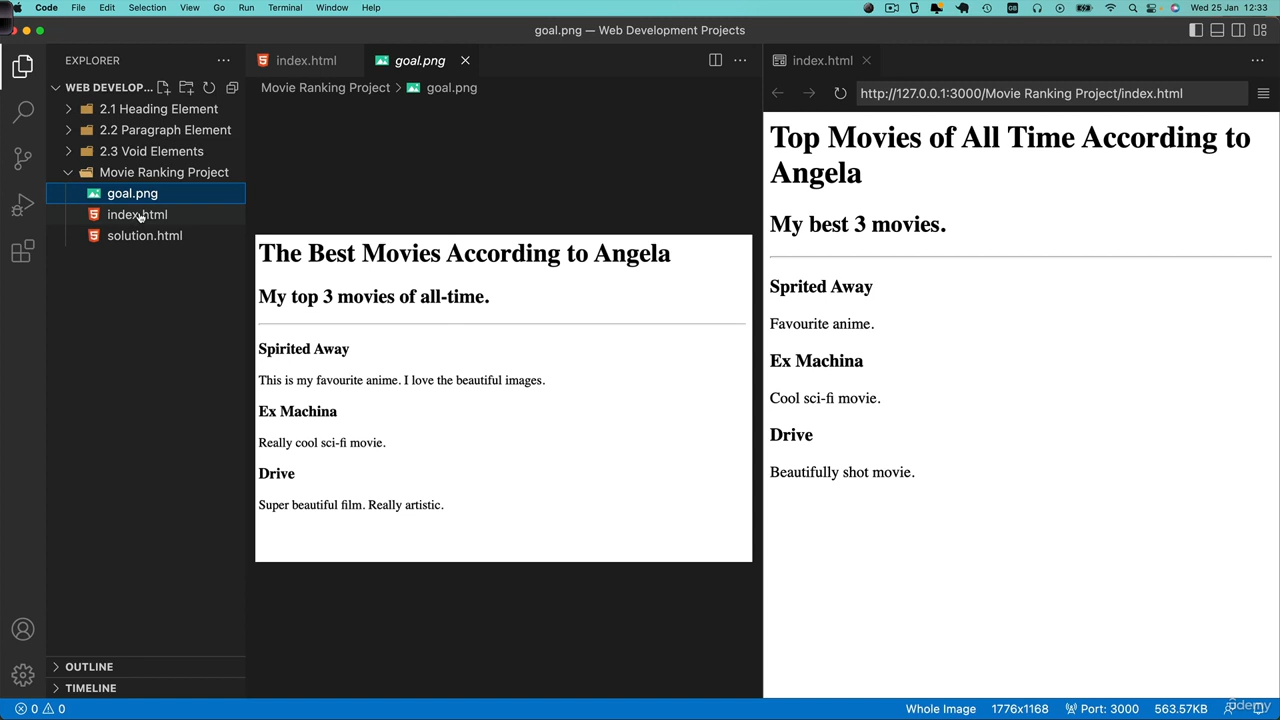 Code File Edit Selection View Go Run Terminal Window Help
Wed 25 Jan 12:33
goal.png — Web Development Projects
EXPLORER
WEB DEVELOP...
2.1 Heading Element
2.2 Paragraph Element
2.3 Void Elements
Movie Ranking Project
goal.png
index.html
solution.html
OUTLINE
TIMELINE
index.html
goal.png
Movie Ranking Project > goal.png
The Best Movies According to Angela
My top 3 movies of all-time.
Spirited Away
This is my favourite anime. I love the beautiful images.
Ex Machina
Really cool sci-fi movie.
Drive
Super beautiful film. Really artistic.
index.html
http://127.0.0.1:3000/Movie Ranking Project/index.html
Top Movies of All Time According to
Angela
My best 3 movies.
Sprited Away
Favourite anime.
Ex Machina
Cool sci-fi movie.
Drive
Beautifully shot movie.
0 0
Whole Image 1776x1168 Port: 3000 563.57KB
Udemy